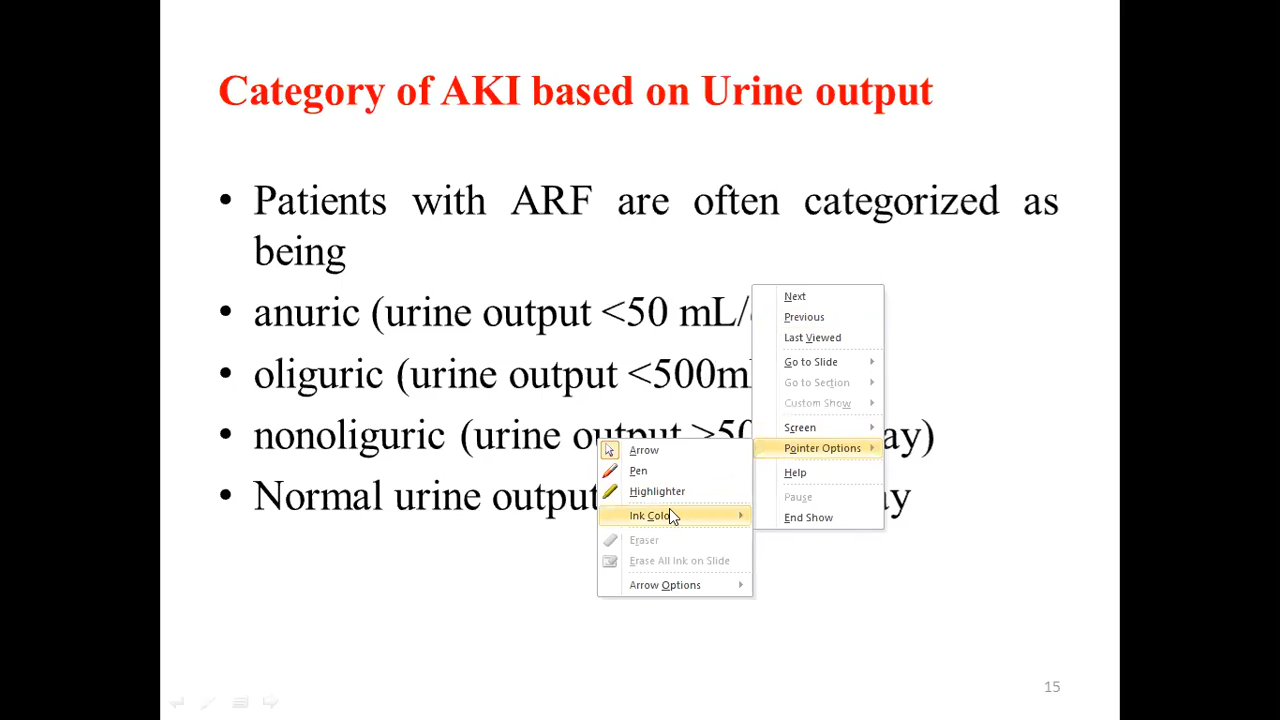 Category of AKI based on Urine output
• Patients with ARF are often categorized as
being
• anuric (urine output <50 mL/
• oliguric (urine output <500m
• nonoliguric (urine output >50 ay)
• Normal urine output ay
Next
Previous
Last Viewed
Go to Slide
Go to Section
Custom Show
Screen
Pointer Options
Help
Pause
End Show
Arrow
Pen
Highlighter
Ink Colo
Eraser
Erase All Ink on Slide
Arrow Options
15